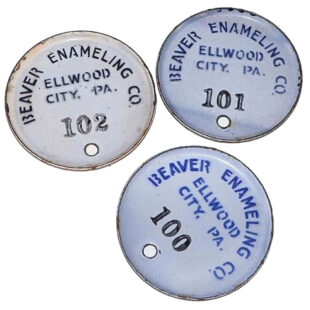 BEAVER ENAMELING CO.
ELLWOOD
CITY, PA.
102
BEAVER ENAMELING CO.
ELLWOOD
CITY, PA.
101
BEAVER ENAMELING CO.
ELLWOOD
CITY, PA.
100